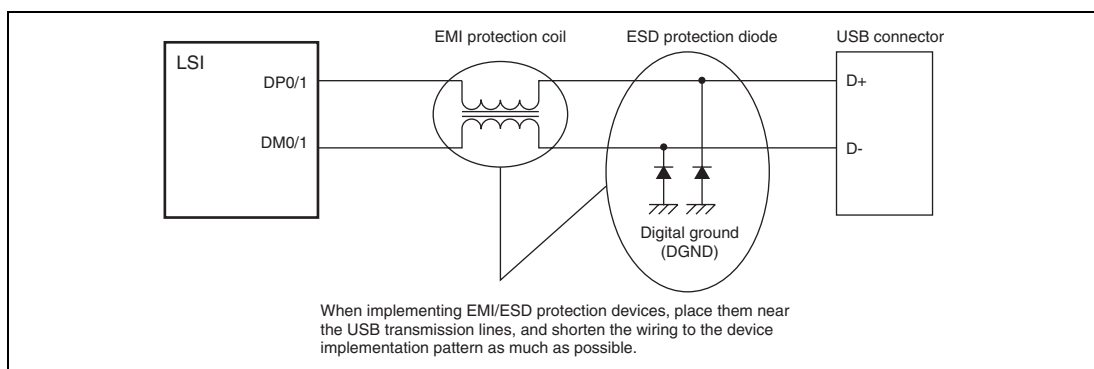 EMI protection coil
ESD protection diode
USB connector
LSI
DP0/1
D+
DM0/1
D-
Digital ground
(DGND)
When implementing EMI/ESD protection devices, place them near
the USB transmission lines, and shorten the wiring to the device
implementation pattern as much as possible.